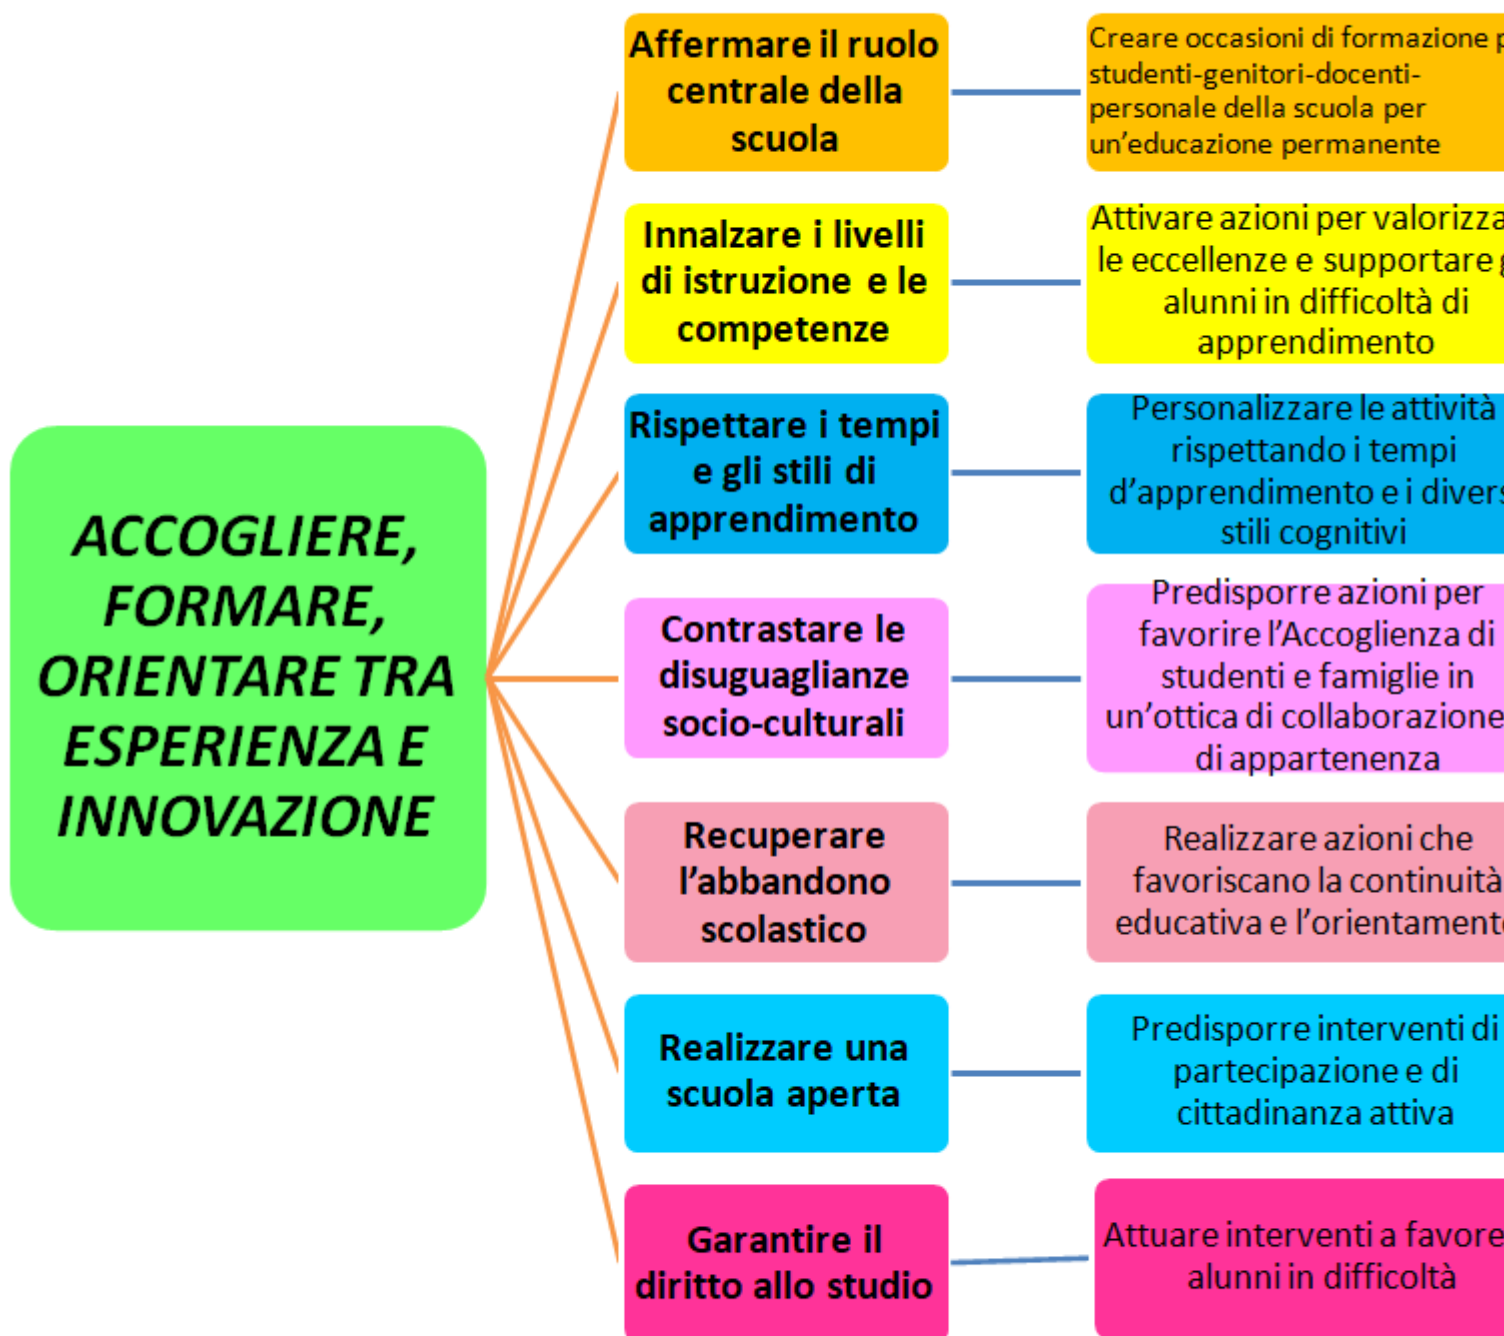 ACCOGLIERE,
FORMARE,
ORIENTARE TRA
ESPERIENZA E
INNOVAZIONE
Affermare il ruolo
centrale della
scuola
Creare occasioni di formazione
studenti-genitori-docenti-
personale della scuola per
un’educazione permanente
Innalzare i livelli
di istruzione e le
competenze
Attivare azioni per
le eccellenze e supportare
alunni in difficoltà di
apprendimento
Rispettare i tempi
e gli stili di
apprendimento
Personalizzare le attività
rispettando i tempi
d’apprendimento e i
stili cognitivi
Contrastare le
disuguaglianze
socio-culturali
Predisporre azioni per
favorire l’Accoglienza di
studenti e famiglie in
un’ottica di collaborazione
di appartenenza
Recuperare
l’abbandono
scolastico
Realizzare azioni che
favoriscano la continuità
educativa e
Realizzare una
scuola aperta
Predisporre interventi di
partecipazione e di
cittadinanza attiva
Garantire il
diritto allo studio
Attuare interventi a favore
alunni in difficoltà